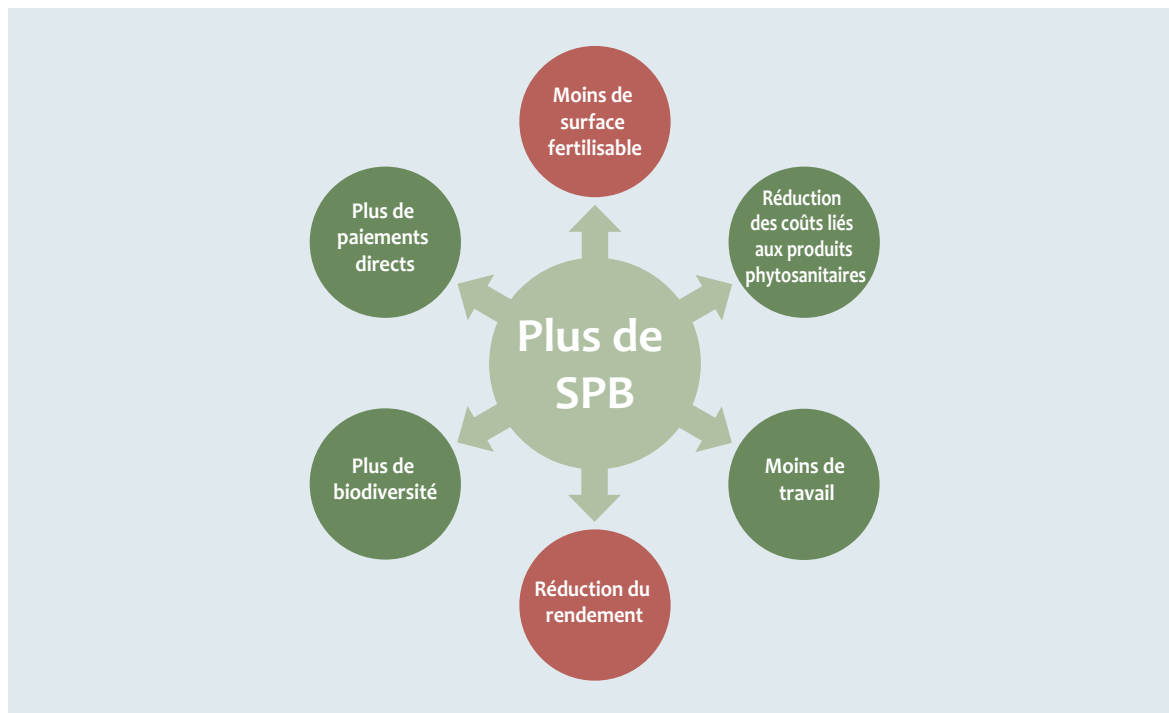 Moins de
surface
fertilisable
Réduction
des coûts liés
aux produits
phytosanitaires
Plus de
paiements
directs
Plus de
SPB
Plus de
biodiversité
Moins de
travail
Réduction du
rendement